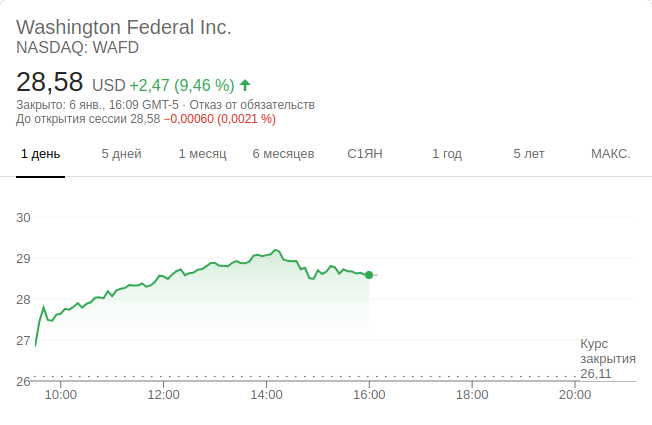 Washington Federal Inc.
NASDAQ: WAFD
28,58 USD +2,47 (9,46 %)
Закрыто: 6 янв., 16:09 GMT-5 · Отказ от обязательств
До открытия сессии 28,58 −0,00060 (0,0021 %)
1 день 5 дней 1 месяц 6 месяцев С1ЯН 1 год 5 лет МАКС.
30
29
28
27
Курс
закрытия
26,11
26
10:00 12:00 14:00 16:00 18:00 20:00